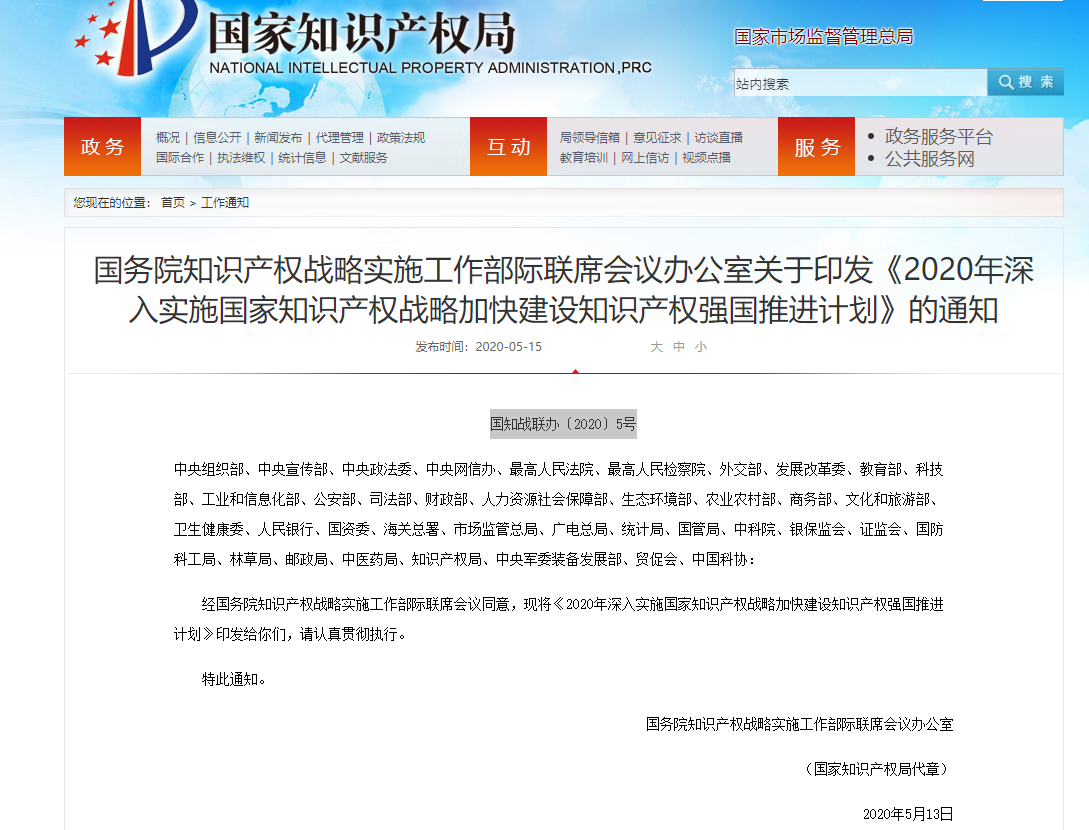 国家知识产权局
NATIONAL INTELLECTUAL PROPERTY ADMINISTRATION,PRC
国家市场监督管理总局
站内搜索
搜 索
政务
概况 | 信息公开 | 新闻发布 | 代理管理 | 政策法规
国际合作 | 执法维权 | 统计信息 | 文献服务
互动
局领导信箱 | 意见征求 | 访谈直播
教育培训 | 网上信访 | 视频点播
服务
• 政务服务平台
• 公共服务网
您现在的位置： 首页 > 工作通知
国务院知识产权战略实施工作部际联席会议办公室关于印发《2020年深
入实施国家知识产权战略加快建设知识产权强国推进计划》的通知
发布时间：2020-05-15 大 中 小
国知战联办〔2020〕5号
中央组织部、中央宣传部、中央政法委、中央网信办、最高人民法院、最高人民检察院、外交部、发展改革委、教育部、科技
部、工业和信息化部、公安部、司法部、财政部、人力资源社会保障部、生态环境部、农业农村部、商务部、文化和旅游部、
卫生健康委、人民银行、国资委、海关总署、市场监管总局、广电总局、统计局、国管局、中科院、银保监会、证监会、国防
科工局、林草局、邮政局、中医药局、知识产权局、中央军委装备发展部、贸促会、中国科协：
经国务院知识产权战略实施工作部际联席会议同意，现将《2020年深入实施国家知识产权战略加快建设知识产权强国推进
计划》印发给你们，请认真贯彻执行。
特此通知。
国务院知识产权战略实施工作部际联席会议办公室
（国家知识产权局代章）
2020年5月13日